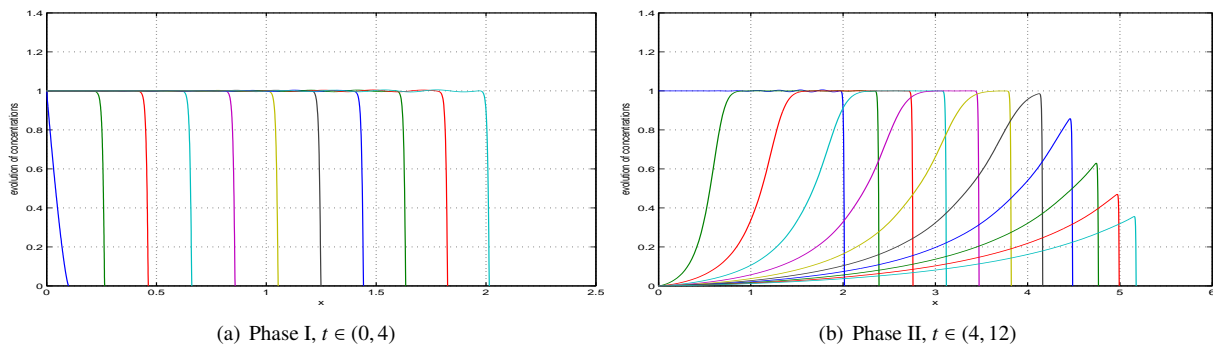 1.4
1.2
1
0.8
0.6
0.4
0.2
0
evolution of concentrations
0 0.5 1 1.5 2 2.5
x
(a) Phase I, t ∈ (0, 4)
1.4
1.2
1
0.8
0.6
0.4
0.2
0
evolution of concentrations
0 1 2 3 4 5 6
x
(b) Phase II, t ∈ (4, 12)